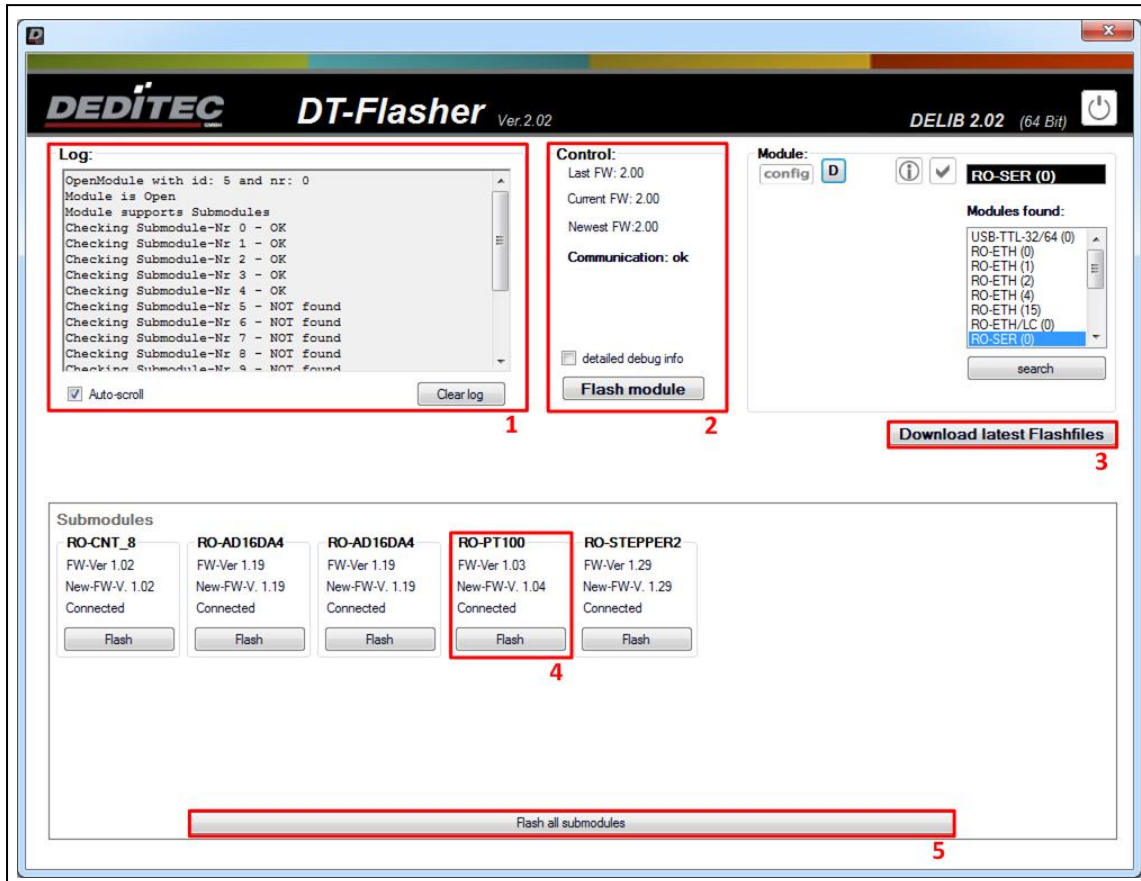 DEDITEC
GMBH
DT-Flasher Ver. 2.02
DELIB 2.02 (64 Bit)
Log:
OpenModule with id: 5 and nr: 0
Module is Open
Module supports Submodules
Checking Submodule-Nr 0 - OK
Checking Submodule-Nr 1 - OK
Checking Submodule-Nr 2 - OK
Checking Submodule-Nr 3 - OK
Checking Submodule-Nr 4 - OK
Checking Submodule-Nr 5 - NOT found
Checking Submodule-Nr 6 - NOT found
Checking Submodule-Nr 7 - NOT found
Checking Submodule-Nr 8 - NOT found
Checking Submodule-Nr 9 - NOT found
Auto-scroll
Clear log
1
Control:
Last FW: 2.00
Current FW: 2.00
Newest FW:2.00
Communication: ok
detailed debug info
Flash module
2
Module:
config D
RO-SER (0)
Modules found:
USB-TTL-32/64 (0)
RO-ETH (0)
RO-ETH (1)
RO-ETH (2)
RO-ETH (4)
RO-ETH (15)
RO-ETH/LC (0)
RO-SER (0)
search
Download latest Flashfiles
3
Submodules
RO-CNT_8
FW-Ver 1.02
New-FW-V. 1.02
Connected
Flash
RO-AD16DA4
FW-Ver 1.19
New-FW-V. 1.19
Connected
Flash
RO-AD16DA4
FW-Ver 1.19
New-FW-V. 1.19
Connected
Flash
RO-PT100
FW-Ver 1.03
New-FW-V. 1.04
Connected
Flash
4
RO-STEPPER2
FW-Ver 1.29
New-FW-V. 1.29
Connected
Flash
Flash all submodules
5